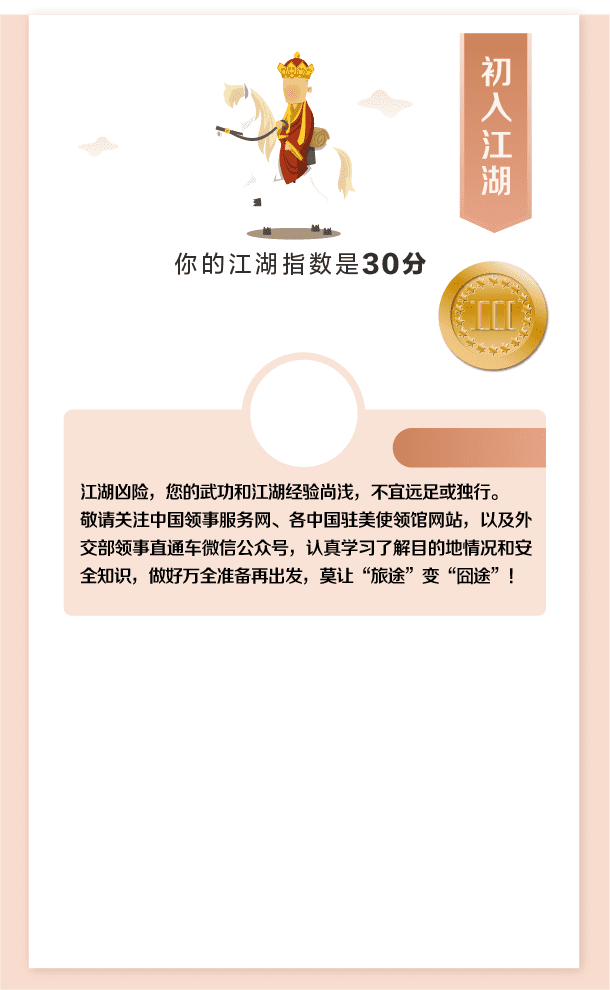 初入江湖
你的江湖指数是30分
江湖凶险，您的武功和江湖经验尚浅，不宜远足或独行。
敬请关注中国领事服务网、各中国驻美使领馆网站，以及外
交部领事直通车微信公众号，认真学习了解目的地情况和安
全知识，做好万全准备再出发，莫让“旅途”变“囧途”！